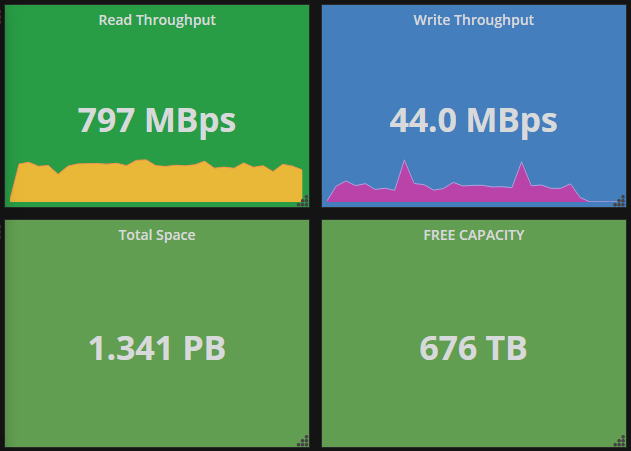 Read Throughput
797 MBps
Write Throughput
44.0 MBps
Total Space
1.341 PB
FREE CAPACITY
676 TB